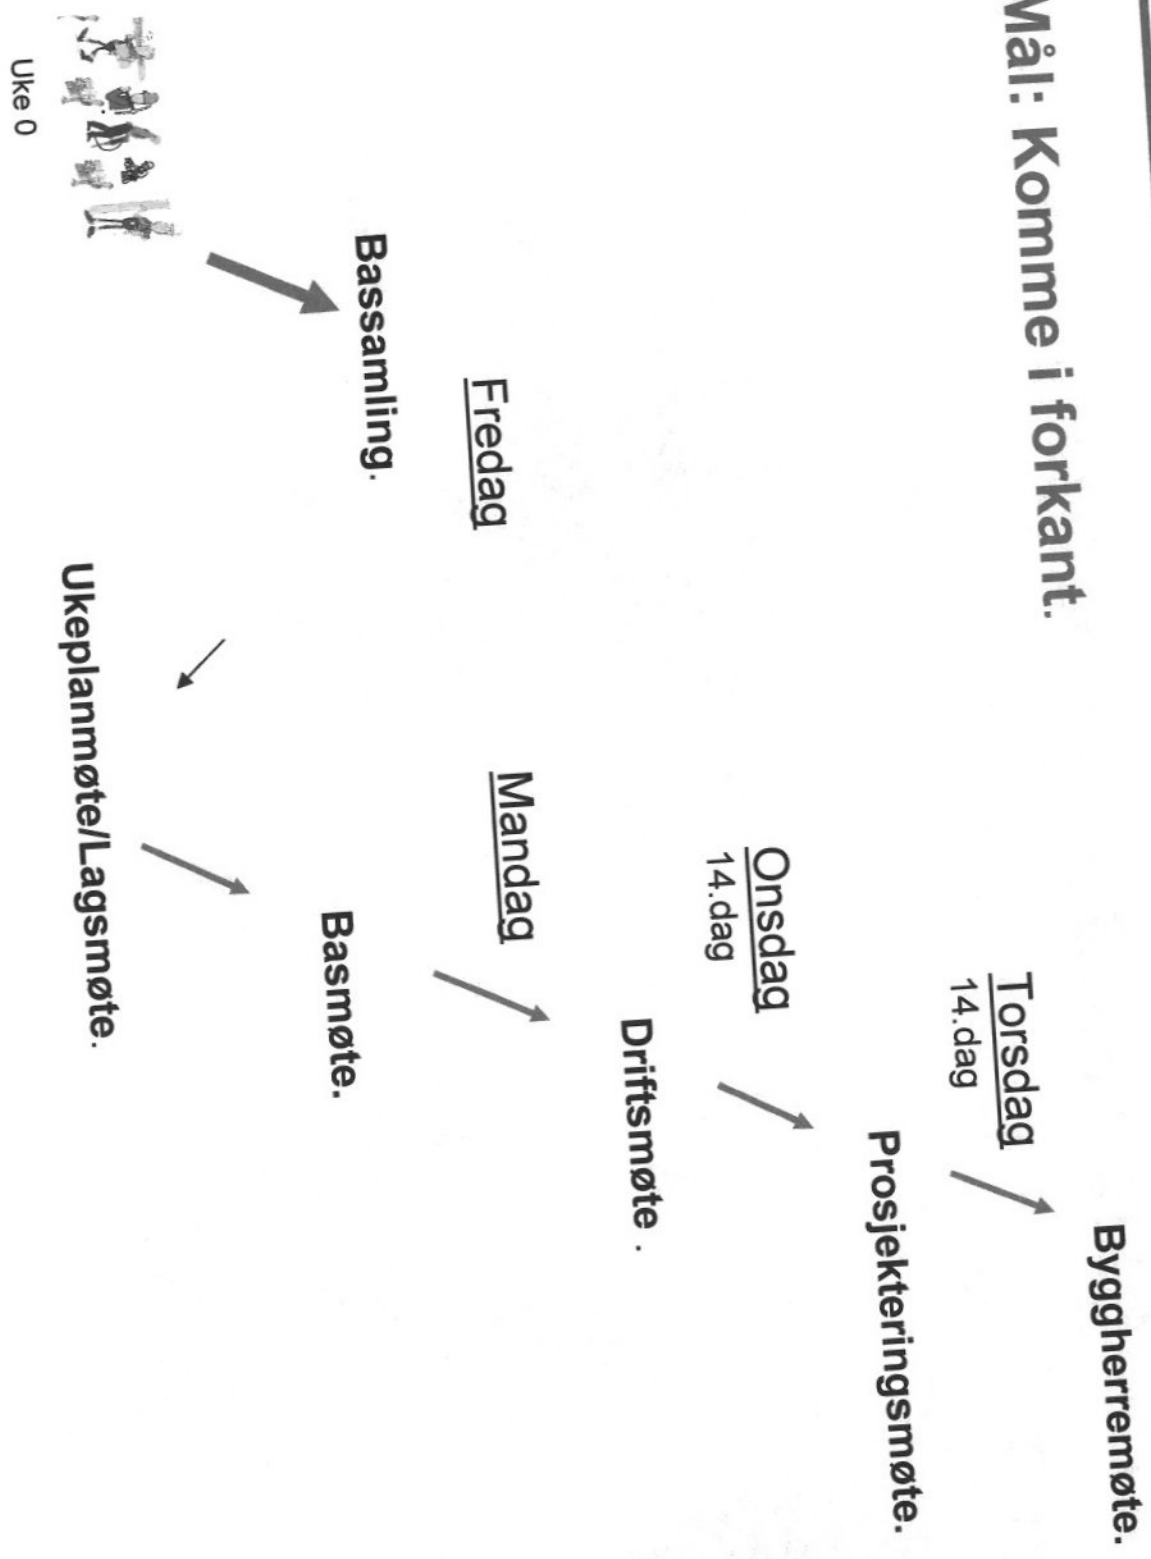 Mål: Komme i forkant.
Byggherremøte.
Torsdag
14.dag
Prosjekteringsmøte.
Onsdag
14.dag
Driftsmøte .
Fredag
Mandag
Bassamling.
Basmøte.
Ukeplanmøte/Lagsmøte.
Uke 0